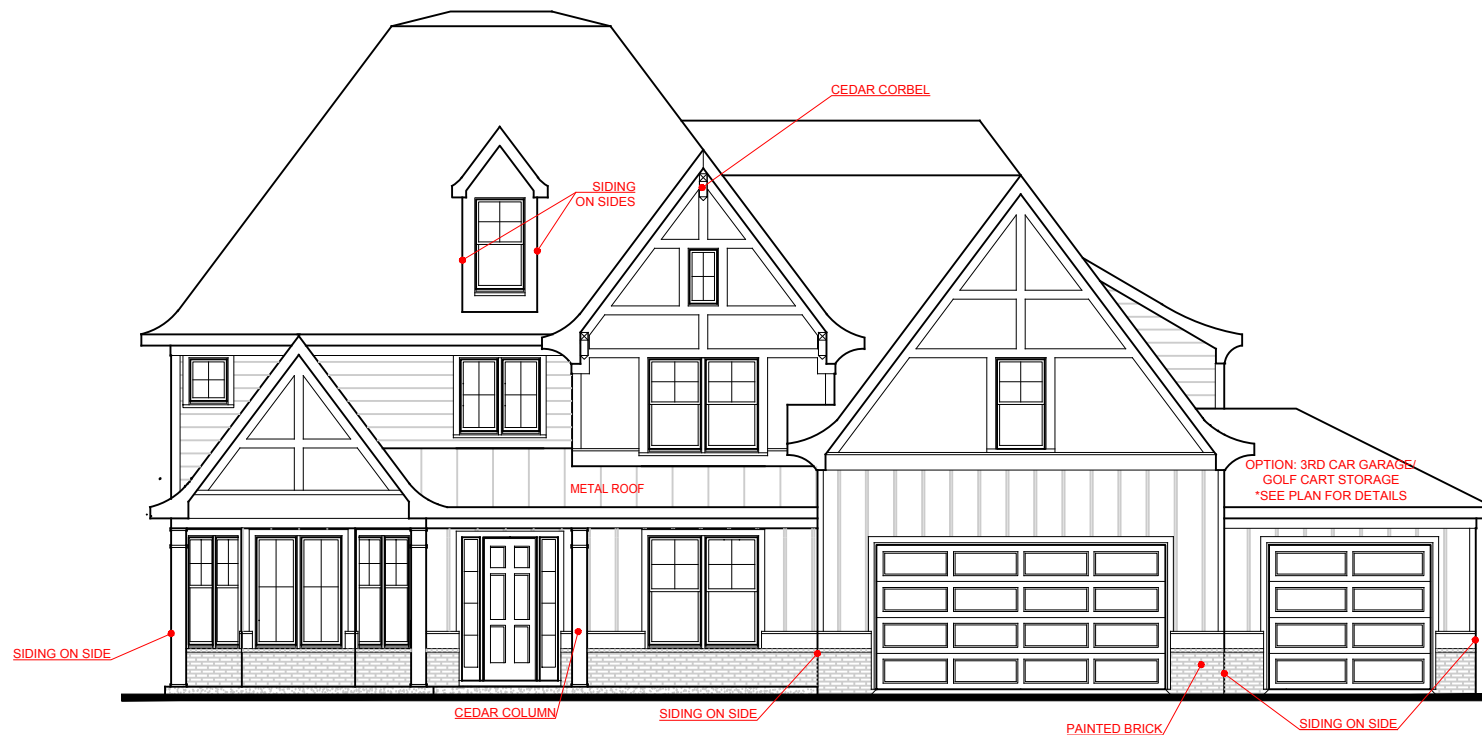 CEDAR CORBEL
SIDING
ON SIDES
OPTION: 3RD CAR GARAGE/
GOLF CART STORAGE
*SEE PLAN FOR DETAILS
METAL ROOF
SIDING ON SIDE
CEDAR COLUMN
SIDING ON SIDE
PAINTED BRICK
SIDING ON SIDE